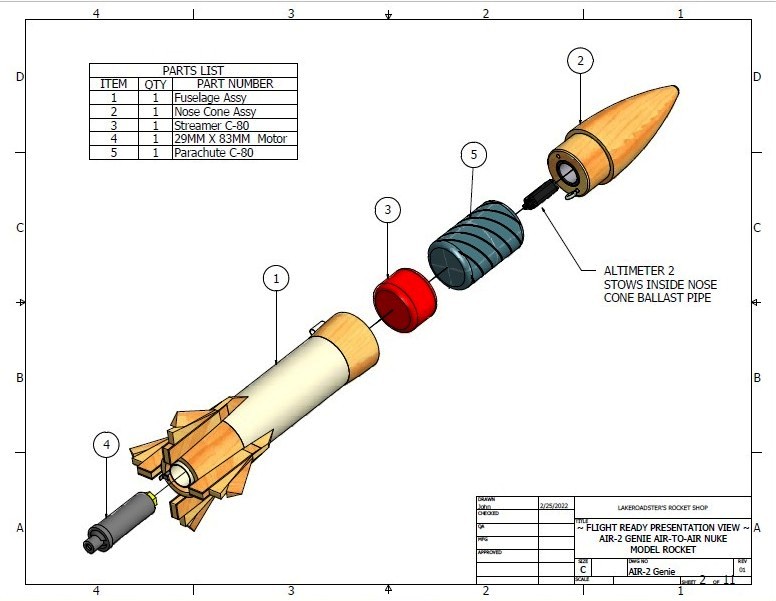 4 3 2 1
D D
PARTS LIST
ITEM QTY PART NUMBER
1 1 Fuselage Assy
2 1 Nose Cone Assy
3 1 Streamer C-80
4 1 29MM X 83MM Motor
5 1 Parachute C-80
2
5
C C
3
ALTIMETER 2
STOWS INSIDE NOSE
CONE BALLAST PIPE
1
B B
4
A A
DRAWN
John 2/25/2022
CHECKED
QA
MFG
APPROVED
LAKEROADSTER'S ROCKET SHOP
TITLE
~ FLIGHT READY PRESENTATION VIEW ~
AIR-2 GENIE AIR-TO-AIR NUKE
MODEL ROCKET
SIZE
C
DWG NO
AIR-2 Genie
REV
01
SCALE
SHEET 2 OF 11
4 3 2 1